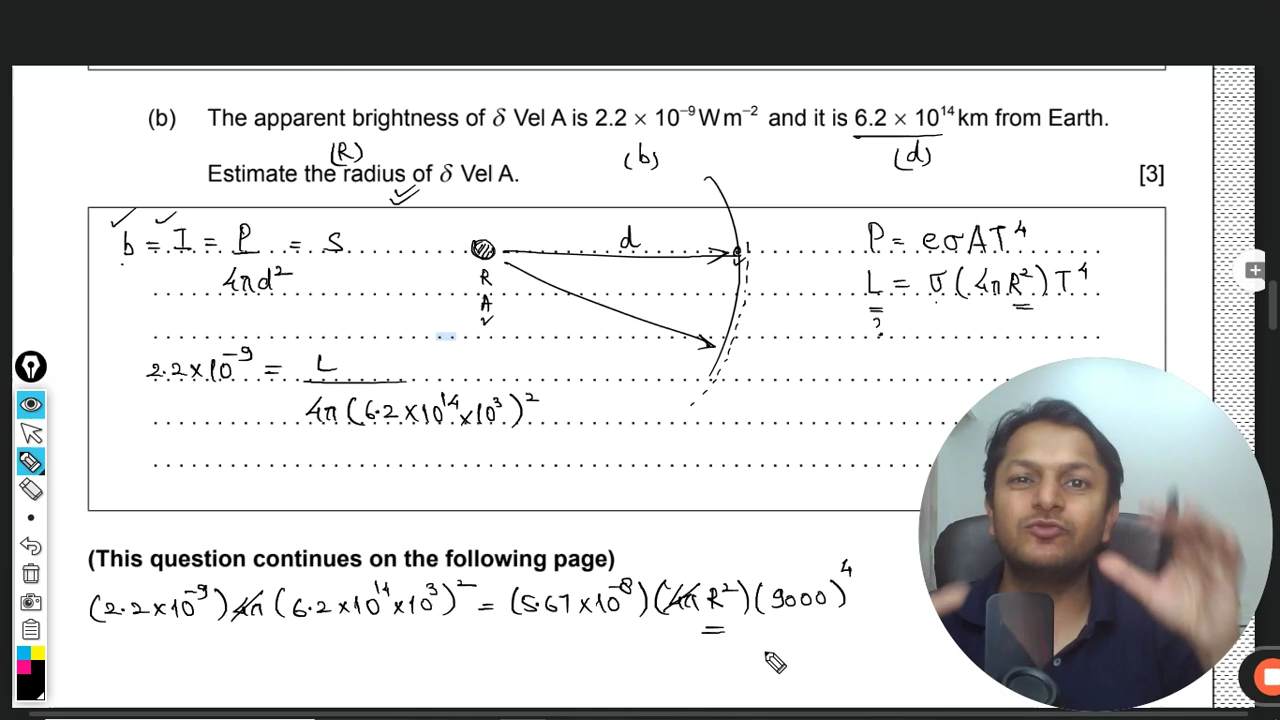 (b) The apparent brightness of δ Vel A is 2.2 × 10⁻⁹ W m⁻² and it is 6.2 × 10¹⁴ km from Earth.
(R) (b) (d)
Estimate the radius of δ Vel A. [3]
b = I = P/4πd² = S
d
P = eσAT⁴
L = σ(4πR²)T⁴
?
R
A
2.2×10⁻⁹ = L/4π(6.2×10¹⁴×10³)²
(This question continues on the following page)
(2.2×10⁻⁹) 4π (6.2×10¹⁴×10³)² = (5.67×10⁻⁸)(4πR²)(9000)⁴